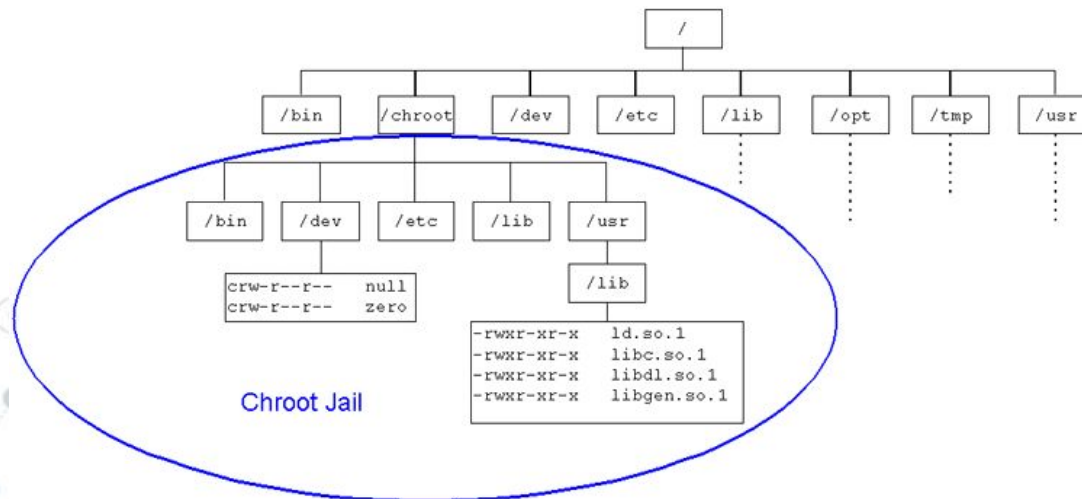 /
/bin /chroot /dev /etc /lib /opt /tmp /usr
/bin /dev /etc /lib /usr
crw-r--r-- null
crw-r--r-- zero
/lib
-rwxr-xr-x ld.so.1
-rwxr-xr-x libc.so.1
-rwxr-xr-x libdl.so.1
-rwxr-xr-x libgen.so.1
Chroot Jail